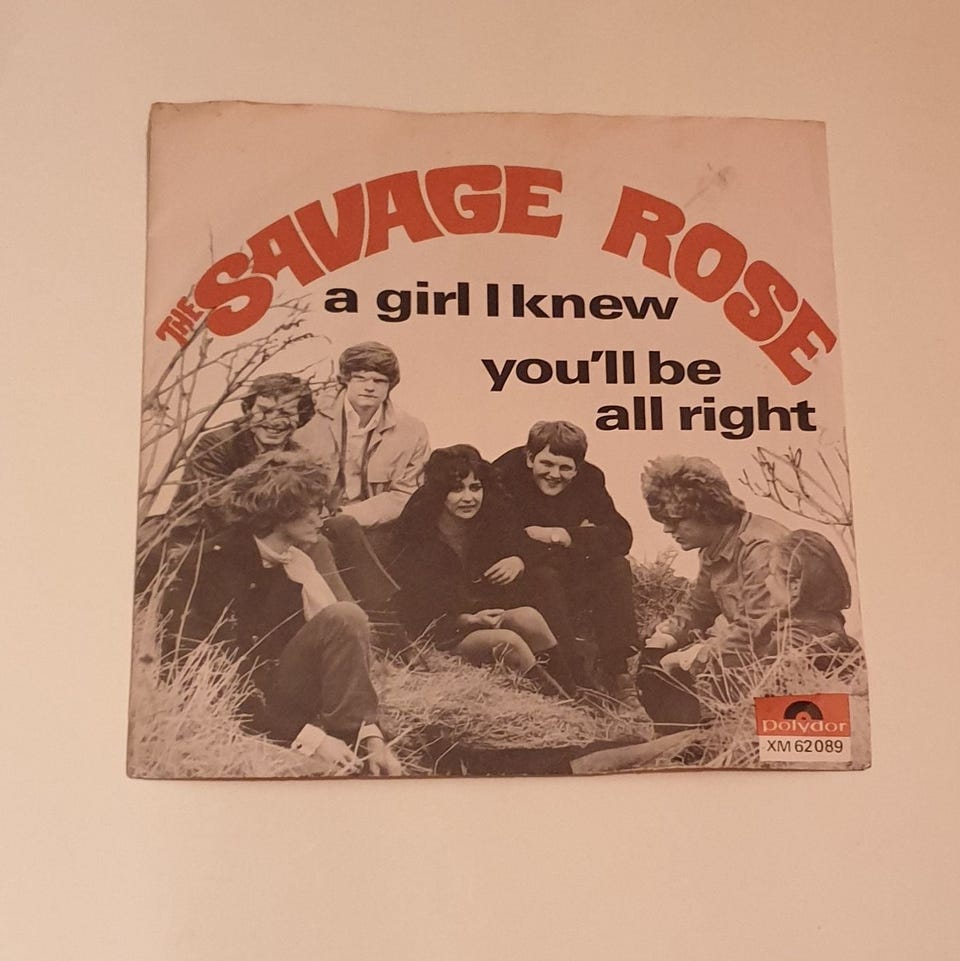 THE SAVAGE ROSE
a girl I knew
you'll be
all right
polydor
XM 62089